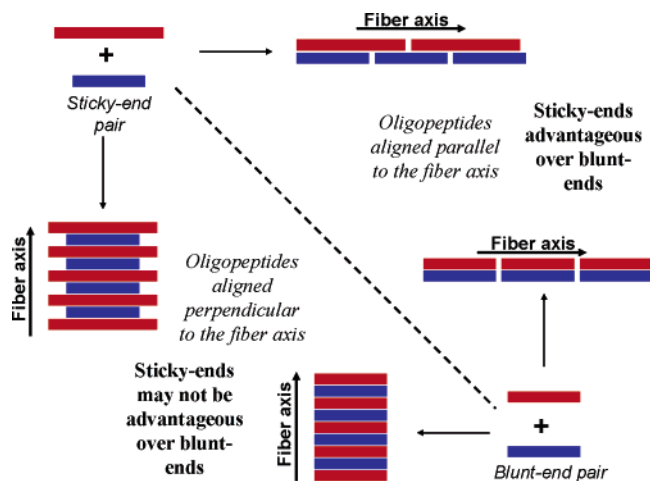 Fiber axis
+
Sticky-end
pair
Oligopeptides
aligned parallel
to the fiber axis
Sticky-ends
advantageous
over blunt-
ends
Fiber axis
Oligopeptides
aligned
perpendicular
to the fiber axis
Fiber axis
Sticky-ends
may not be
advantageous
over blunt-
ends
Fiber axis
+
Blunt-end pair